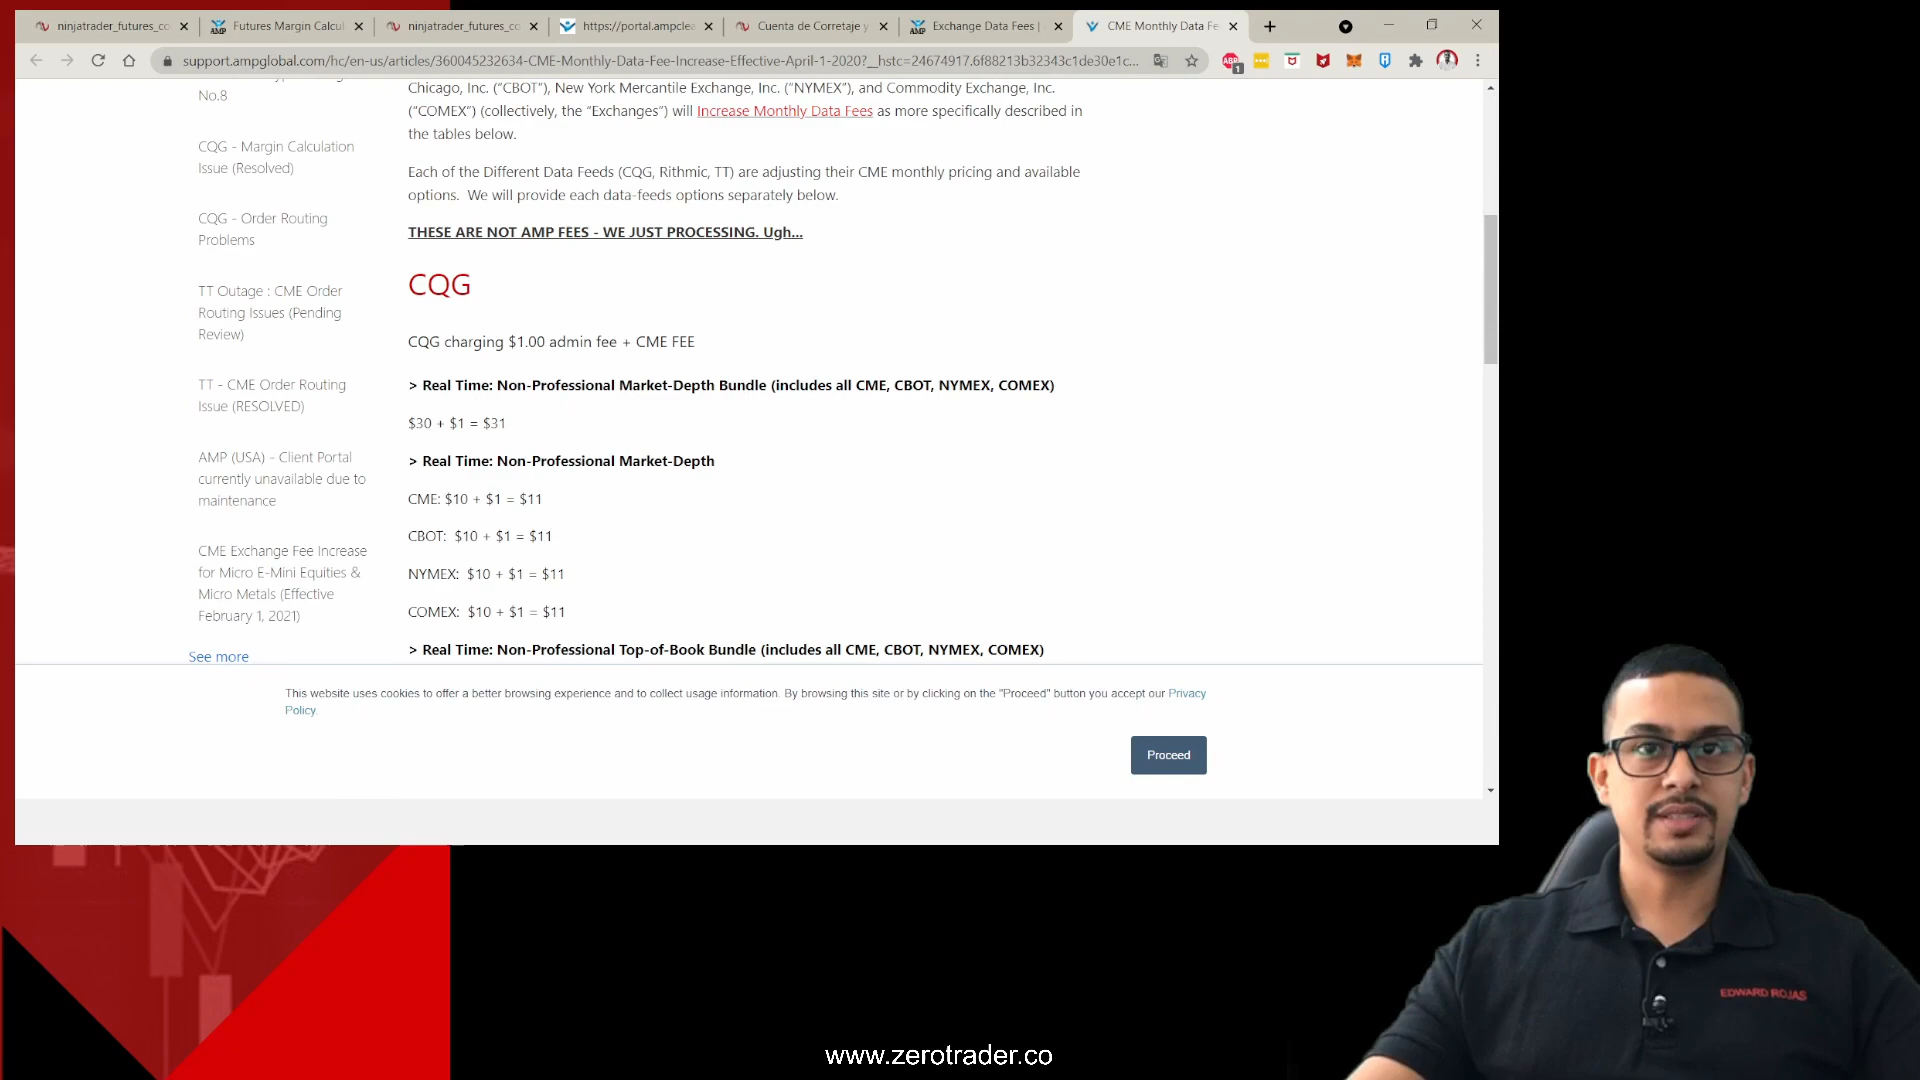 ninjatrader_futures_co
Futures Margin Calcul
ninjatrader_futures_co
https://portal.ampclea
Cuenta de Corretaje y
Exchange Data Fees |
CME Monthly Data Fe
support.ampglobal.com/hc/en-us/articles/360045232634-CME-Monthly-Data-Fee-Increase-Effective-April-1-2020?__hstc=24674917.6f88213b32343c1de30e1c...
No.8
CQG - Margin Calculation
Issue (Resolved)
CQG - Order Routing
Problems
TT Outage : CME Order
Routing Issues (Pending
Review)
TT - CME Order Routing
Issue (RESOLVED)
AMP (USA) - Client Portal
currently unavailable due to
maintenance
CME Exchange Fee Increase
for Micro E-Mini Equities &
Micro Metals (Effective
February 1, 2021)
See more
Chicago, Inc. (“CBOT”), New York Mercantile Exchange, Inc. (“NYMEX”), and Commodity Exchange, Inc.
(“COMEX”) (collectively, the “Exchanges”) will Increase Monthly Data Fees as more specifically described in
the tables below.
Each of the Different Data Feeds (CQG, Rithmic, TT) are adjusting their CME monthly pricing and available
options. We will provide each data-feeds options separately below.
THESE ARE NOT AMP FEES - WE JUST PROCESSING. Ugh...
CQG
CQG charging $1.00 admin fee + CME FEE
> Real Time: Non-Professional Market-Depth Bundle (includes all CME, CBOT, NYMEX, COMEX)
$30 + $1 = $31
> Real Time: Non-Professional Market-Depth
CME: $10 + $1 = $11
CBOT: $10 + $1 = $11
NYMEX: $10 + $1 = $11
COMEX: $10 + $1 = $11
> Real Time: Non-Professional Top-of-Book Bundle (includes all CME, CBOT, NYMEX, COMEX)
This website uses cookies to offer a better browsing experience and to collect usage information. By browsing this site or by clicking on the "Proceed" button you accept our Privacy
Policy.
Proceed
EDWARD ROJAS
www.zerotrader.co